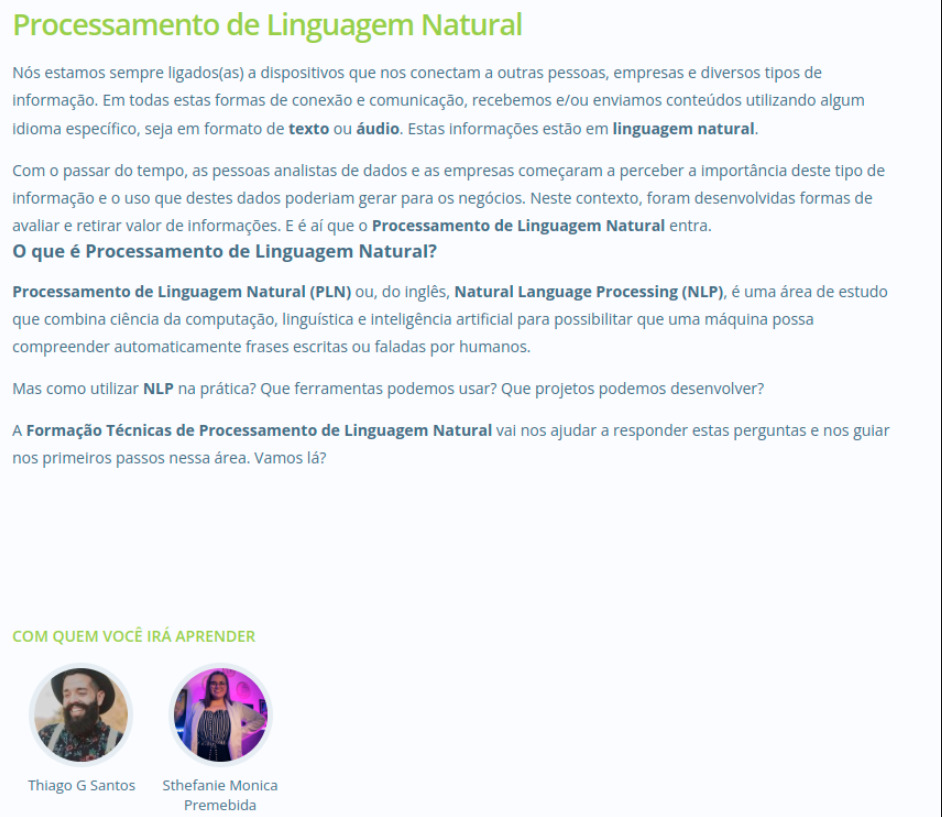 Processamento de Linguagem Natural
Nós estamos sempre ligados(as) a dispositivos que nos conectam a outras pessoas, empresas e diversos tipos de
informação. Em todas estas formas de conexão e comunicação, recebemos e/ou enviamos conteúdos utilizando algum
idioma específico, seja em formato de texto ou áudio. Estas informações estão em linguagem natural.
Com o passar do tempo, as pessoas analistas de dados e as empresas começaram a perceber a importância deste tipo de
informação e o uso que destes dados poderiam gerar para os negócios. Neste contexto, foram desenvolvidas formas de
avaliar e retirar valor de informações. E é aí que o Processamento de Linguagem Natural entra.
O que é Processamento de Linguagem Natural?
Processamento de Linguagem Natural (PLN) ou, do inglês, Natural Language Processing (NLP), é uma área de estudo
que combina ciência da computação, linguística e inteligência artificial para possibilitar que uma máquina possa
compreender automaticamente frases escritas ou faladas por humanos.
Mas como utilizar NLP na prática? Que ferramentas podemos usar? Que projetos podemos desenvolver?
A Formação Técnicas de Processamento de Linguagem Natural vai nos ajudar a responder estas perguntas e nos guiar
nos primeiros passos nessa área. Vamos lá?
COM QUEM VOCÊ IRÁ APRENDER
Thiago G Santos
Sthefanie Monica
Premebida